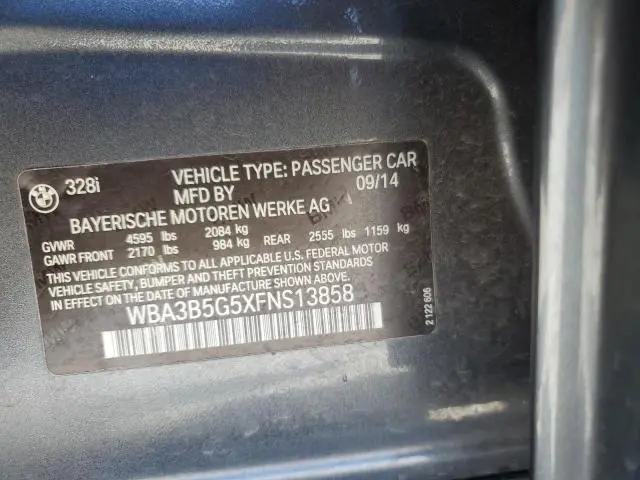 328i VEHICLE TYPE: PASSENGER CAR
MFD BY 09/14
BAYERISCHE MOTOREN WERKE AG
GVWR 4595 lbs 2084 kg
GAWR FRONT 2170 lbs 984 kg REAR 2555 lbs 1159 kg
THIS VEHICLE CONFORMS TO ALL APPLICABLE U.S. FEDERAL MOTOR
VEHICLE SAFETY, BUMPER AND THEFT PREVENTION STANDARDS
IN EFFECT ON THE DATE OF MANUFACTURE SHOWN ABOVE.
WBA3B5G5XFNS13858
2 122 606